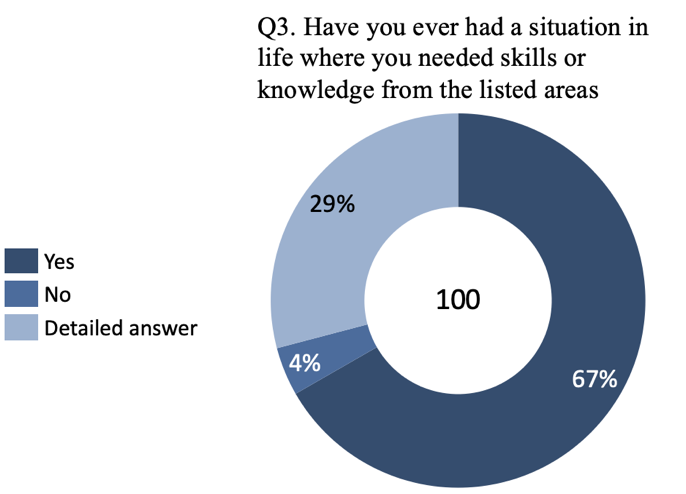 Q3. Have you ever had a situation in
life where you needed skills or
knowledge from the listed areas
29%
Yes
No
Detailed answer
100
4%
67%